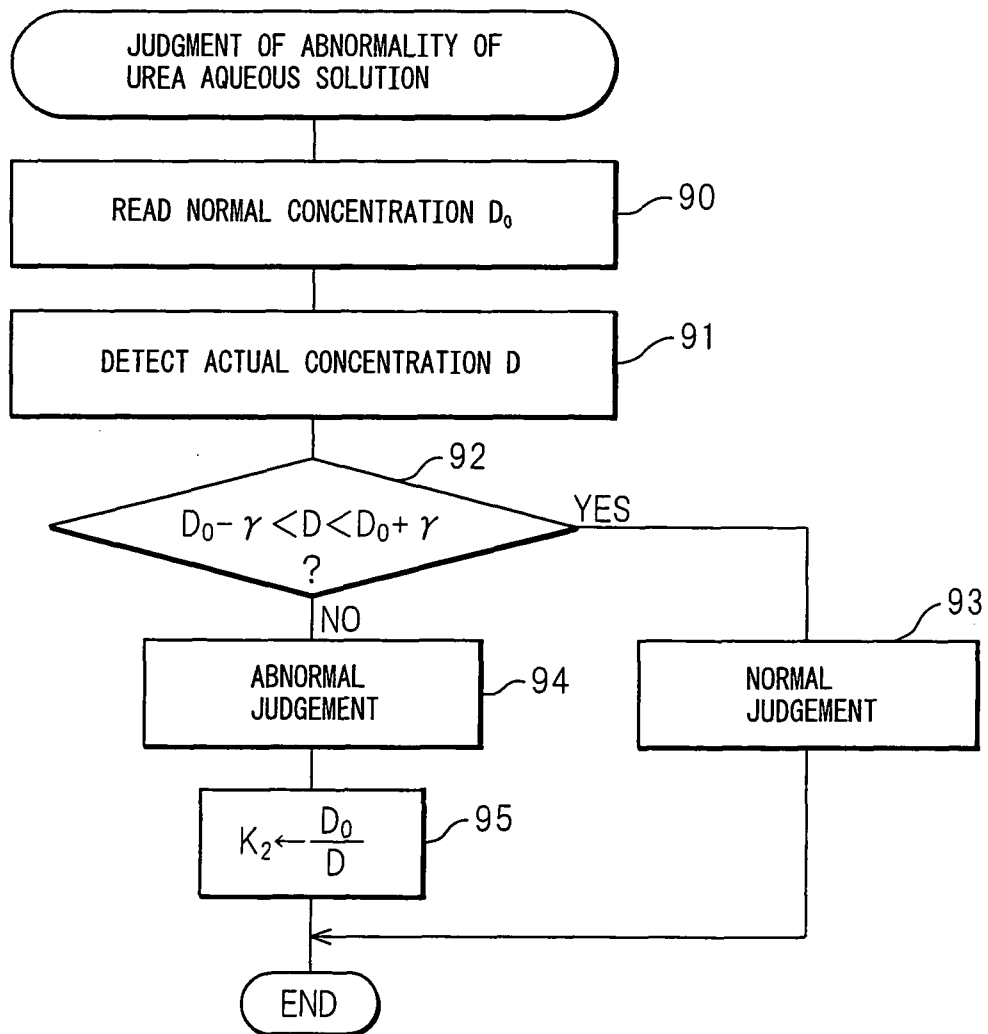 JUDGMENT OF ABNORMALITY OF
UREA AQUEOUS SOLUTION
READ NORMAL CONCENTRATION D₀
90
DETECT ACTUAL CONCENTRATION D
91
92
D₀－γ＜D＜D₀＋γ
?
YES
NO
93
ABNORMAL
JUDGEMENT
94
NORMAL
JUDGEMENT
K₂←D₀/D
95
END